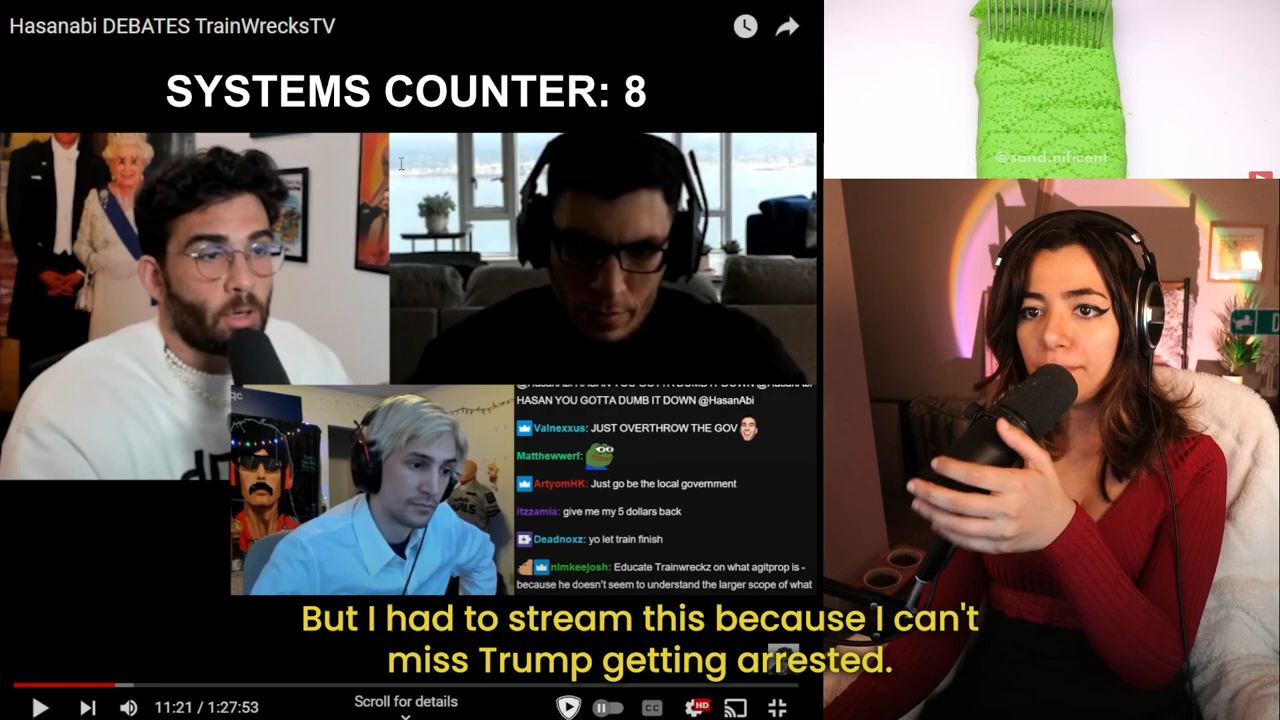 Hasanabi DEBATES TrainWrecksTV
SYSTEMS COUNTER: 8
@sand.nificent
HASAN YOU GOTTA DUMB IT DOWN @HasanAbi
Valnexxus: JUST OVERTHROW THE GOV
Matthewwerf:
ArtyomHK: Just go be the local government
itzzamia: give me my 5 dollars back
Deadnoxz: yo let train finish
nimkeejosh: Educate Trainwreckz on what agitprop is -
because he doesn't seem to understand the larger scope of what
But I had to stream this because I can't
miss Trump getting arrested.
11:21 / 1:27:53
Scroll for details
CC
HD